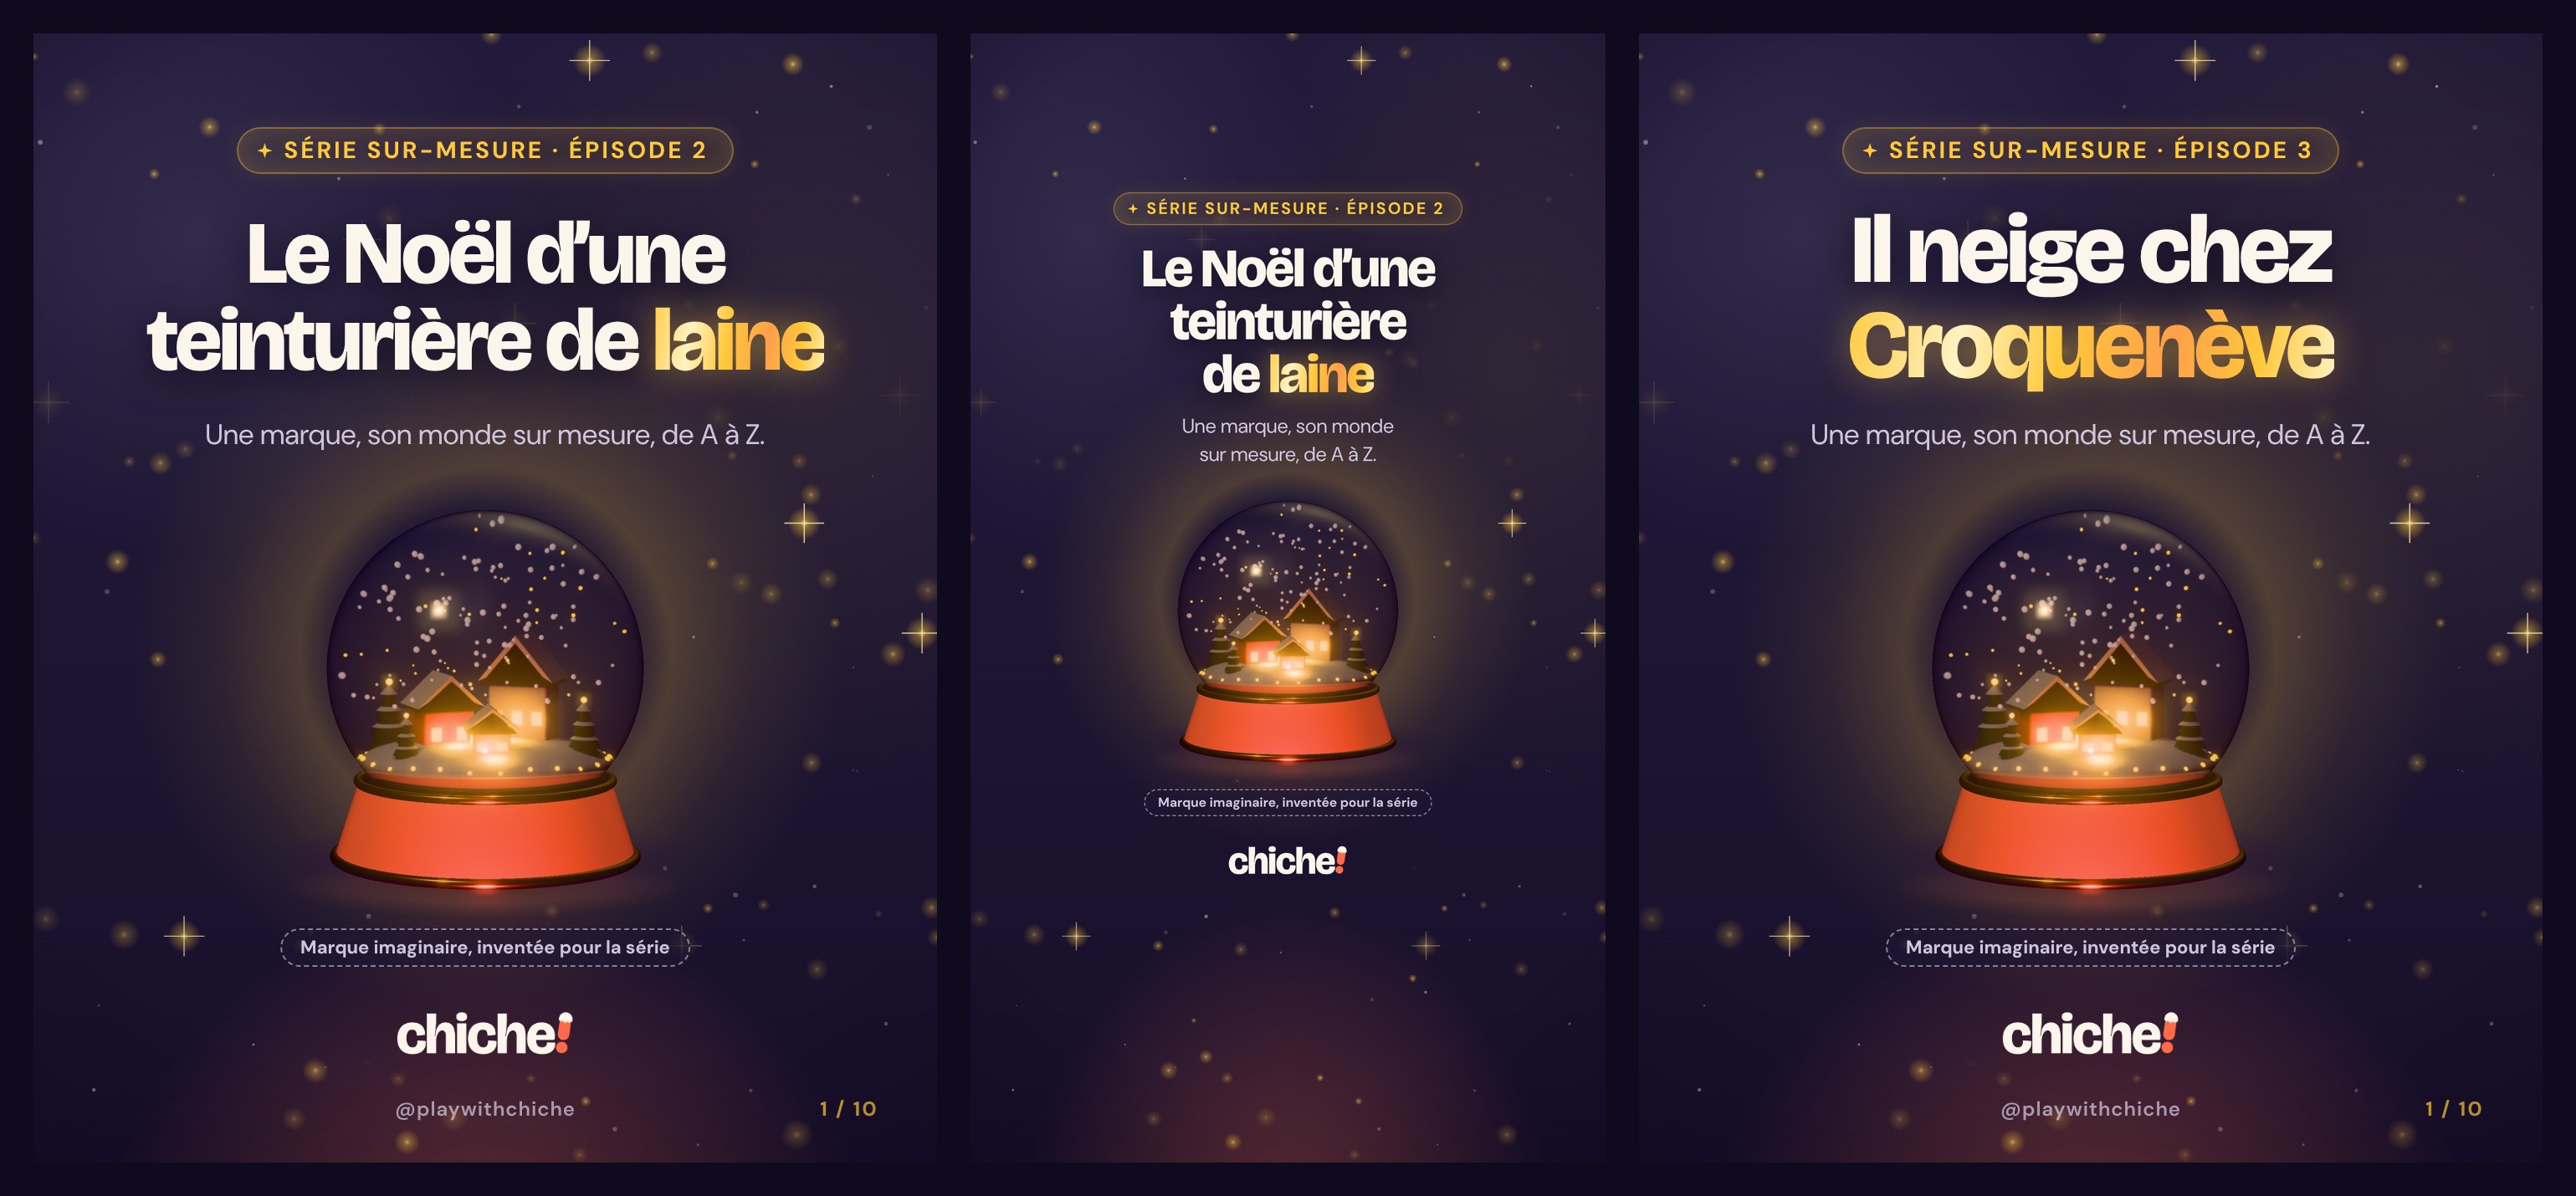 ✦ SÉRIE SUR-MESURE · ÉPISODE 2
Le Noël d'une
teinturière de laine
Une marque, son monde sur mesure, de A à Z.
Marque imaginaire, inventée pour la série
chiche!
@playwithchiche
1 / 10
✦ SÉRIE SUR-MESURE · ÉPISODE 2
Le Noël d'une
teinturière
de laine
Une marque, son monde
sur mesure, de A à Z.
Marque imaginaire, inventée pour la série
chiche!
✦ SÉRIE SUR-MESURE · ÉPISODE 3
Il neige chez
Croquenève
Une marque, son monde sur mesure, de A à Z.
Marque imaginaire, inventée pour la série
chiche!
@playwithchiche
1 / 10